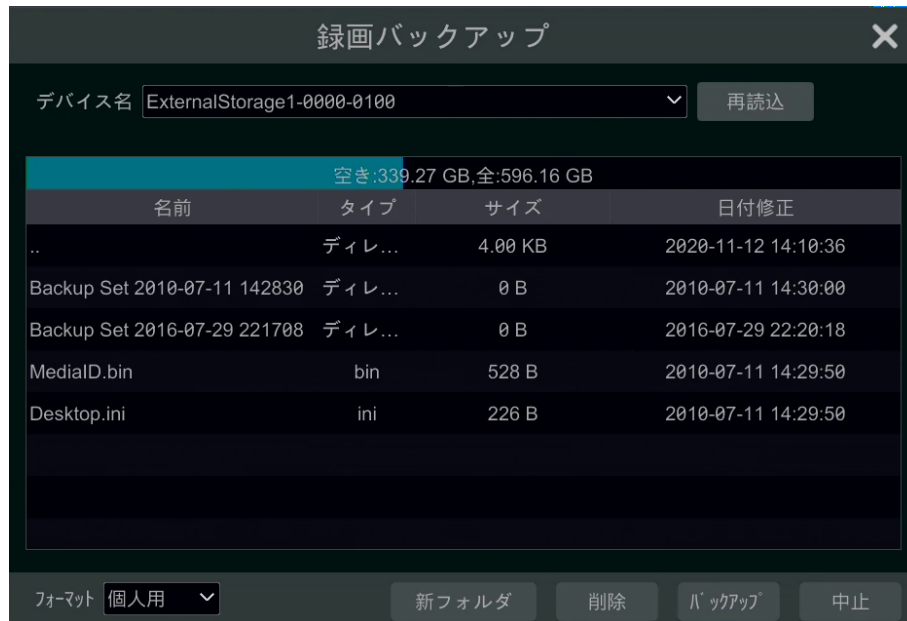 録画バックアップ
デバイス名 ExternalStorage1-0000-0100 再読込
空き:339.27 GB,全:596.16 GB
名前 タイプ サイズ 日付修正
.. ディレ... 4.00 KB 2020-11-12 14:10:36
Backup Set 2010-07-11 142830 ディレ... 0 B 2010-07-11 14:30:00
Backup Set 2016-07-29 221708 ディレ... 0 B 2016-07-29 22:20:18
MediaID.bin bin 528 B 2010-07-11 14:29:50
Desktop.ini ini 226 B 2010-07-11 14:29:50
フォーマット 個人用 新フォルダ 削除 バックアップ 中止